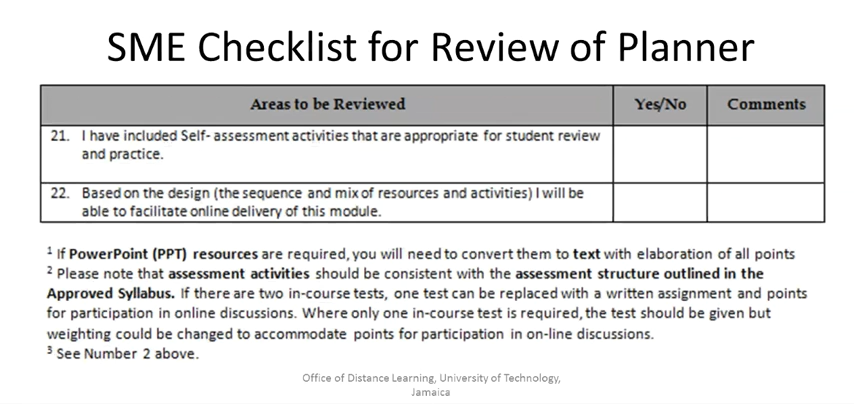 SME Checklist for Review of Planner
Areas to be Reviewed Yes/No Comments
21. I have included Self- assessment activities that are appropriate for student review
and practice.
22. Based on the design (the sequence and mix of resources and activities) I will be
able to facilitate online delivery of this module.
¹ If PowerPoint (PPT) resources are required, you will need to convert them to text with elaboration of all points
² Please note that assessment activities should be consistent with the assessment structure outlined in the
Approved Syllabus. If there are two in-course tests, one test can be replaced with a written assignment and points
for participation in online discussions. Where only one in-course test is required, the test should be given but
weighting could be changed to accommodate points for participation in on-line discussions.
³ See Number 2 above.
Office of Distance Learning, University of Technology,
Jamaica